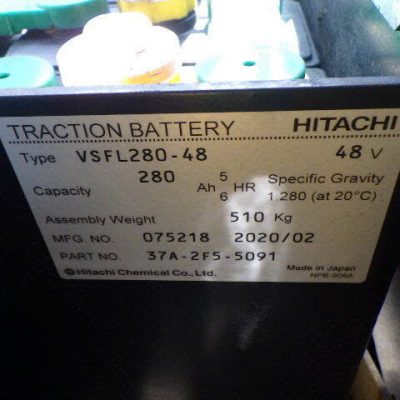 TRACTION BATTERY HITACHI
Type VSFL280-48 48 V
Capacity 280 Ah 5 6 HR Specific Gravity 1.280 (at 20°C)
Assembly Weight 510 Kg
MFG. NO. 075218 2020/02
PART NO. 37A-2F5-5091
Hitachi Chemical Co., Ltd. Made in Japan
NPB-908A